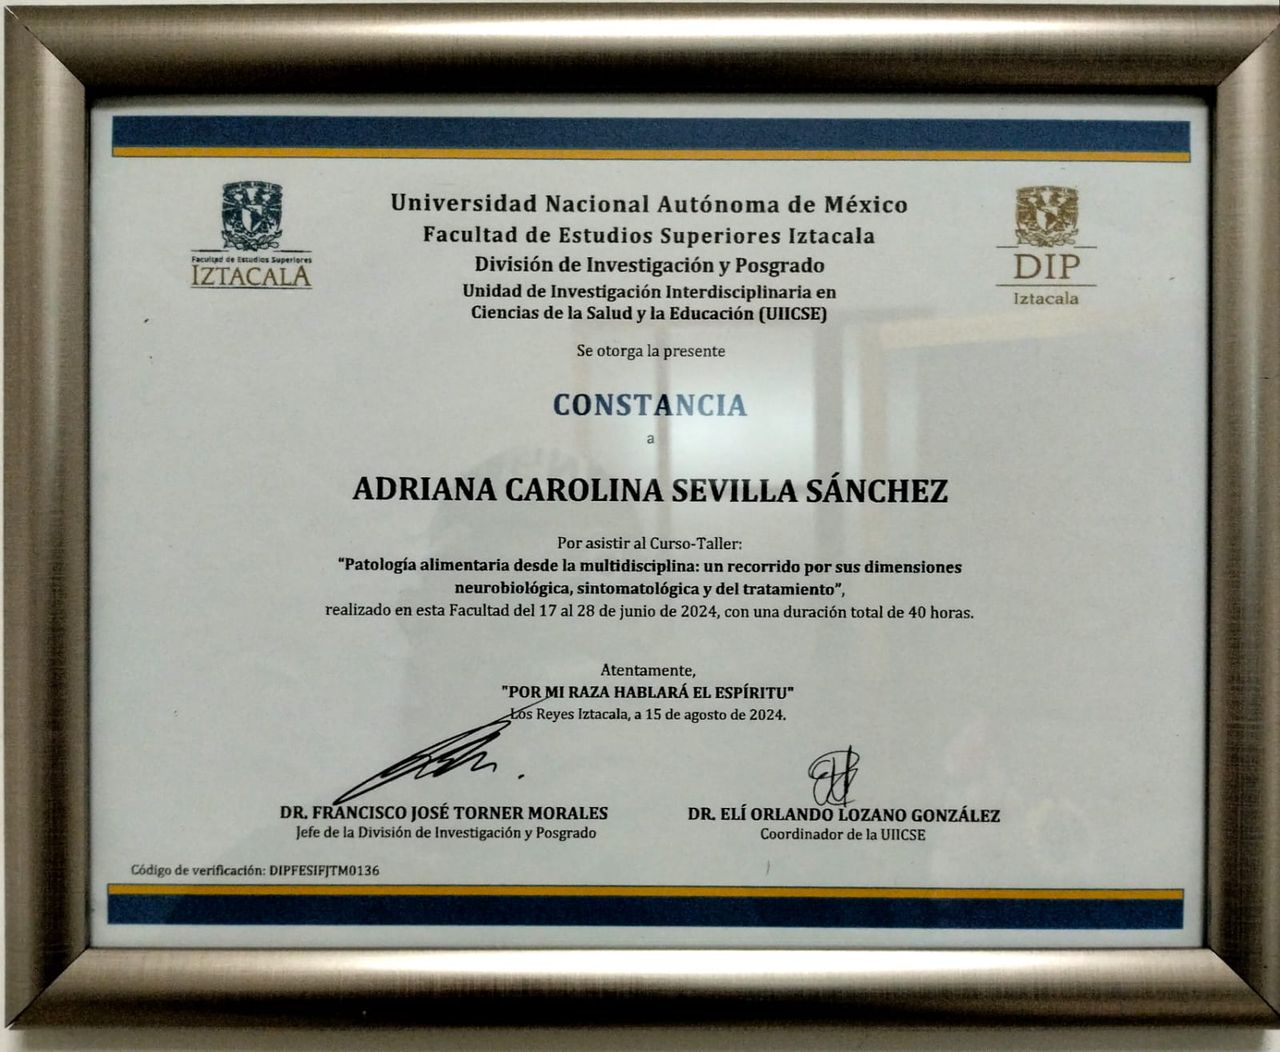 Universidad Nacional Autónoma de México
Facultad de Estudios Superiores Iztacala
División de Investigación y Posgrado
Unidad de Investigación Interdisciplinaria en
Ciencias de la Salud y la Educación (UIICSE)
Facultad de Estudios Superiores
IZTACALA
DIP
Iztacala
Se otorga la presente
CONSTANCIA
a
ADRIANA CAROLINA SEVILLA SÁNCHEZ
Por asistir al Curso-Taller:
“Patología alimentaria desde la multidisciplina: un recorrido por sus dimensiones
neurobiológica, sintomatológica y del tratamiento”,
realizado en esta Facultad del 17 al 28 de junio de 2024, con una duración total de 40 horas.
Atentamente,
"POR MI RAZA HABLARÁ EL ESPÍRITU"
Los Reyes Iztacala, a 15 de agosto de 2024.
DR. FRANCISCO JOSÉ TORNER MORALES
Jefe de la División de Investigación y Posgrado
DR. ELÍ ORLANDO LOZANO GONZÁLEZ
Coordinador de la UIICSE
Código de verificación: DIPFESIFJTM0136